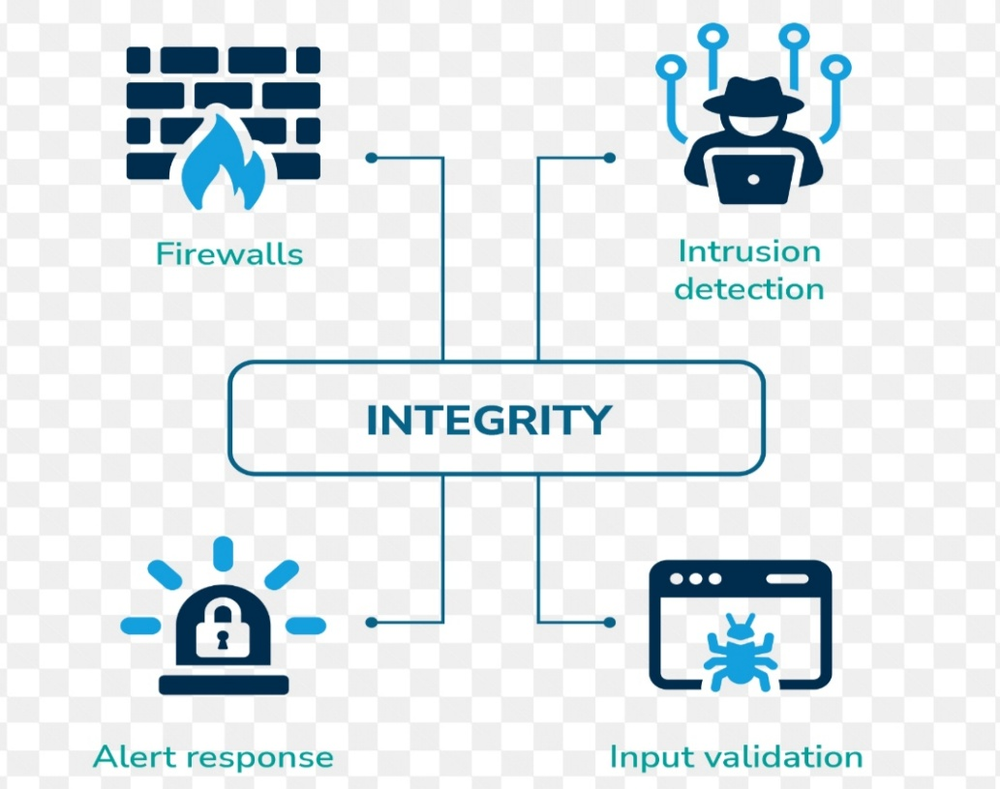 Firewalls
Intrusion
detection
INTEGRITY
Alert response
Input validation